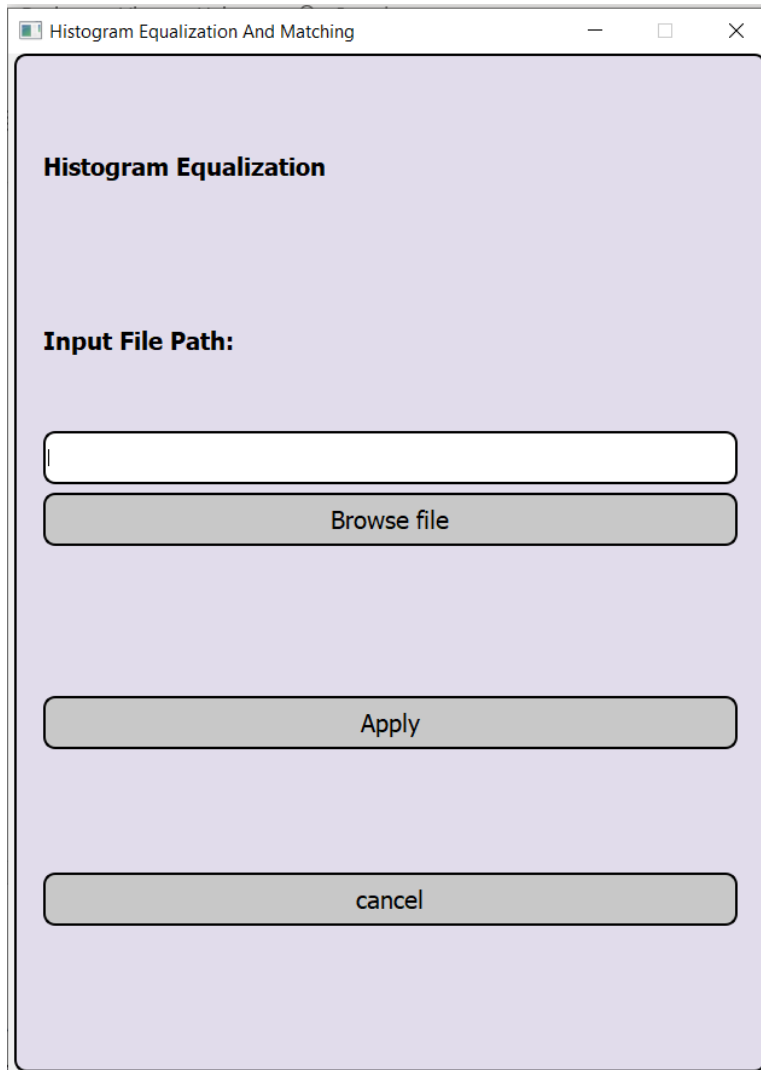 Histogram Equalization And Matching
Histogram Equalization
Input File Path:
Browse file
Apply
cancel